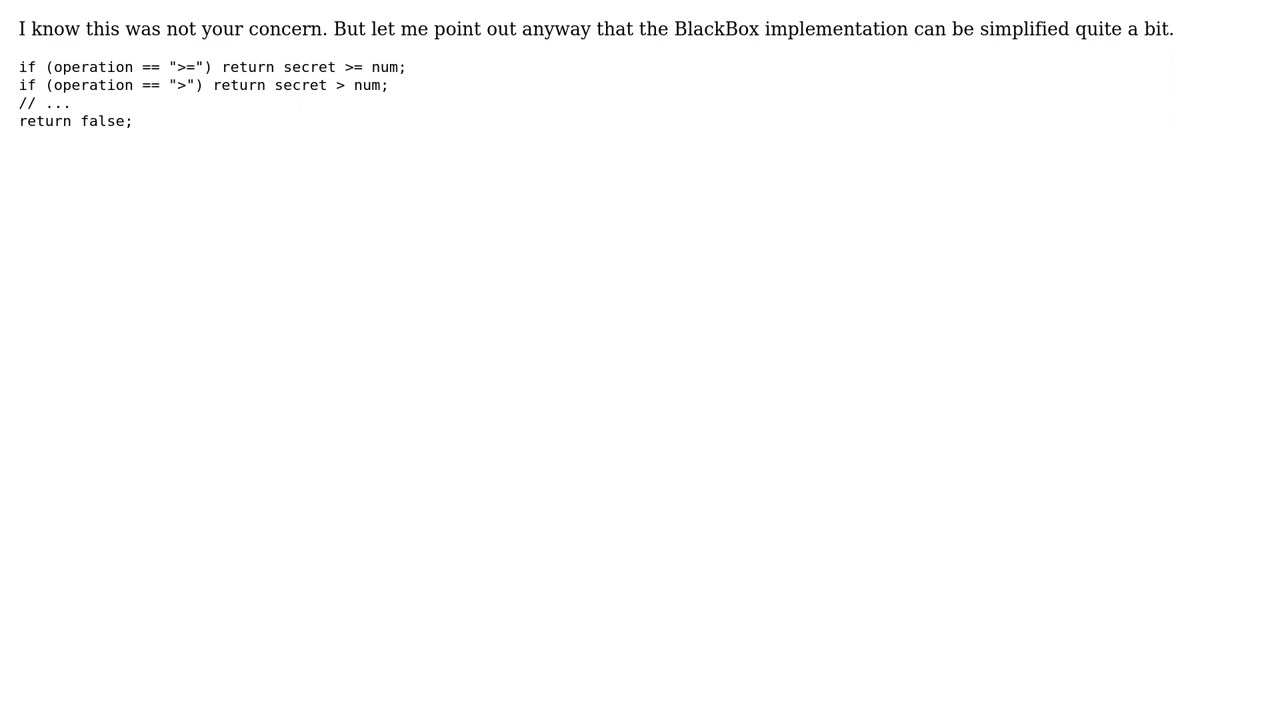 I know this was not your concern. But let me point out anyway that the BlackBox implementation can be simplified quite a bit.
if (operation == ">=") return secret >= num;
if (operation == ">") return secret > num;
// ...
return false;